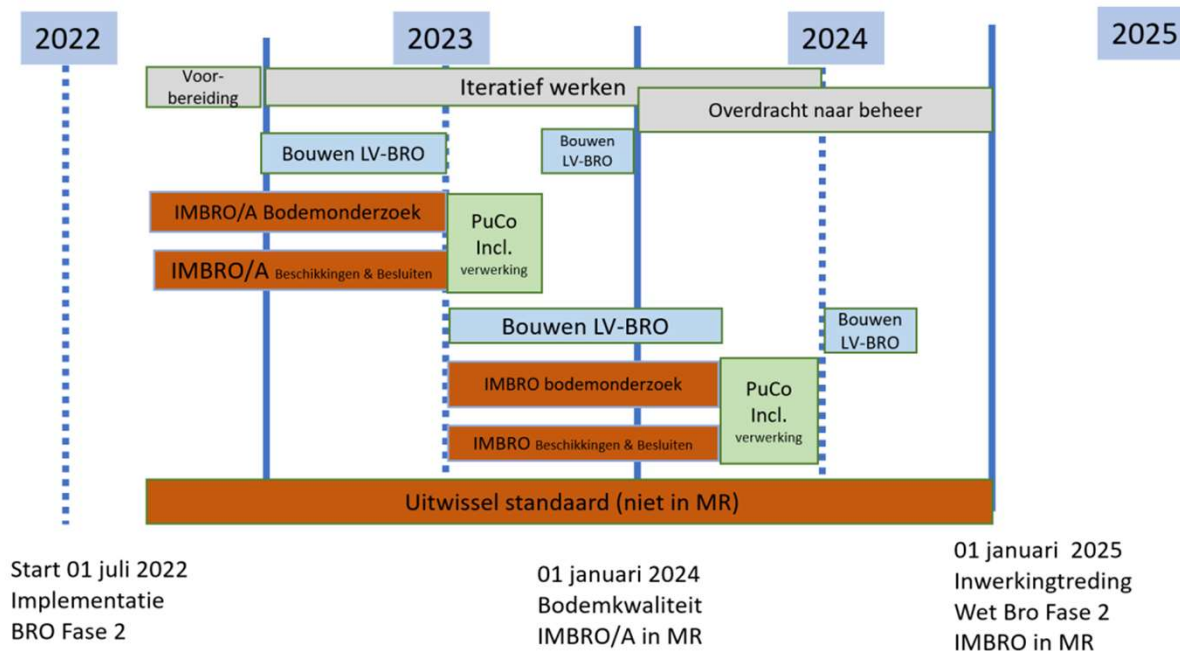 2022
2023
2024
2025
Voor-
bereiding
Iteratief werken
Overdracht naar beheer
Bouwen LV-BRO
Bouwen
LV-BRO
IMBRO/A Bodemonderzoek
IMBRO/A Beschikkingen & Besluiten
PuCo
Incl.
verwerking
Bouwen LV-BRO
Bouwen
LV-BRO
IMBRO bodemonderzoek
IMBRO Beschikkingen & Besluiten
PuCo
Incl.
verwerking
Uitwissel standaard (niet in MR)
Start 01 juli 2022
Implementatie
BRO Fase 2
01 januari 2024
Bodemkwaliteit
IMBRO/A in MR
01 januari 2025
Inwerkingtreding
Wet Bro Fase 2
IMBRO in MR